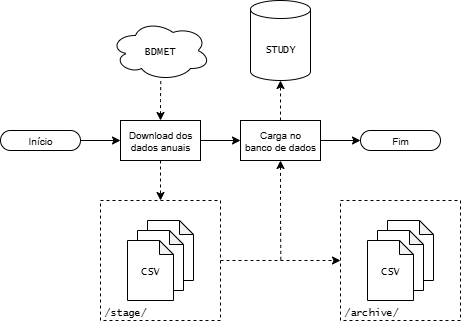 BDMET
STUDY
Início
Download dos
dados anuais
Carga no
banco de dados
Fim
CSV
/stage/
CSV
/archive/